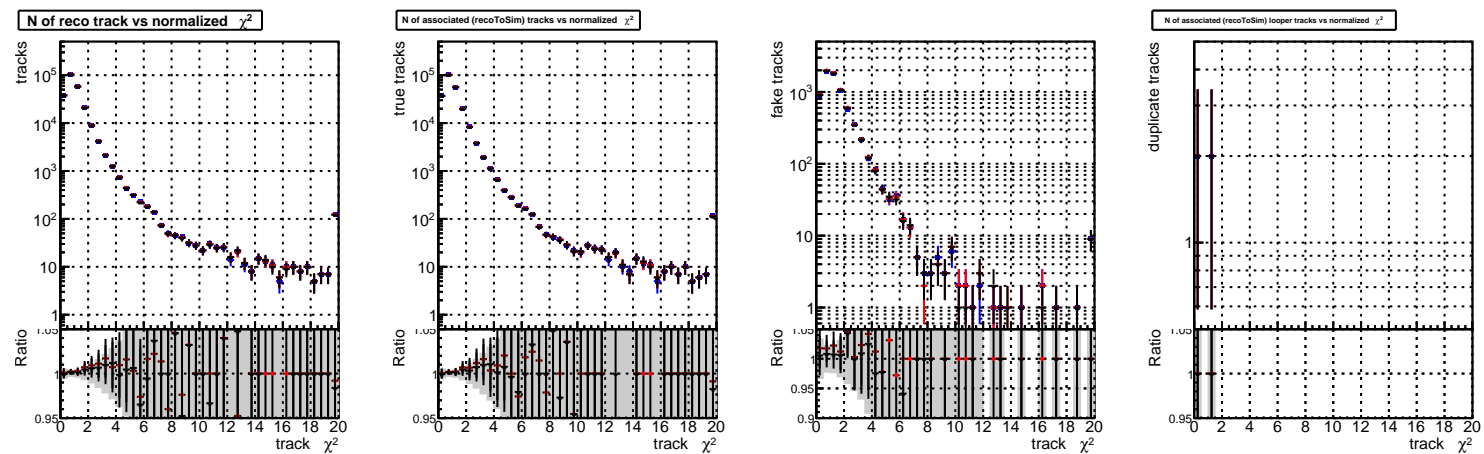 N of reco track vs normalized χ²
tracks
10⁵
10⁴
10³
10²
10
1
Ratio
1.05
1
0.95
0 2 4 6 8 10 12 14 16 18 20
track χ²
N of associated (recoToSim) tracks vs normalized χ²
true tracks
10⁵
10⁴
10³
10²
10
1
Ratio
1.05
1
0.95
0 2 4 6 8 10 12 14 16 18 20
track χ²
fake tracks
10³
10²
10
1
Ratio
1
0.95
0.9
0 2 4 6 8 10 12 14 16 18 20
track χ²
N of associated (recoToSim) looper tracks vs normalized χ²
duplicate tracks
1
Ratio
1.05
1
0.95
0 2 4 6 8 10 12 14 16 18 20
track χ²